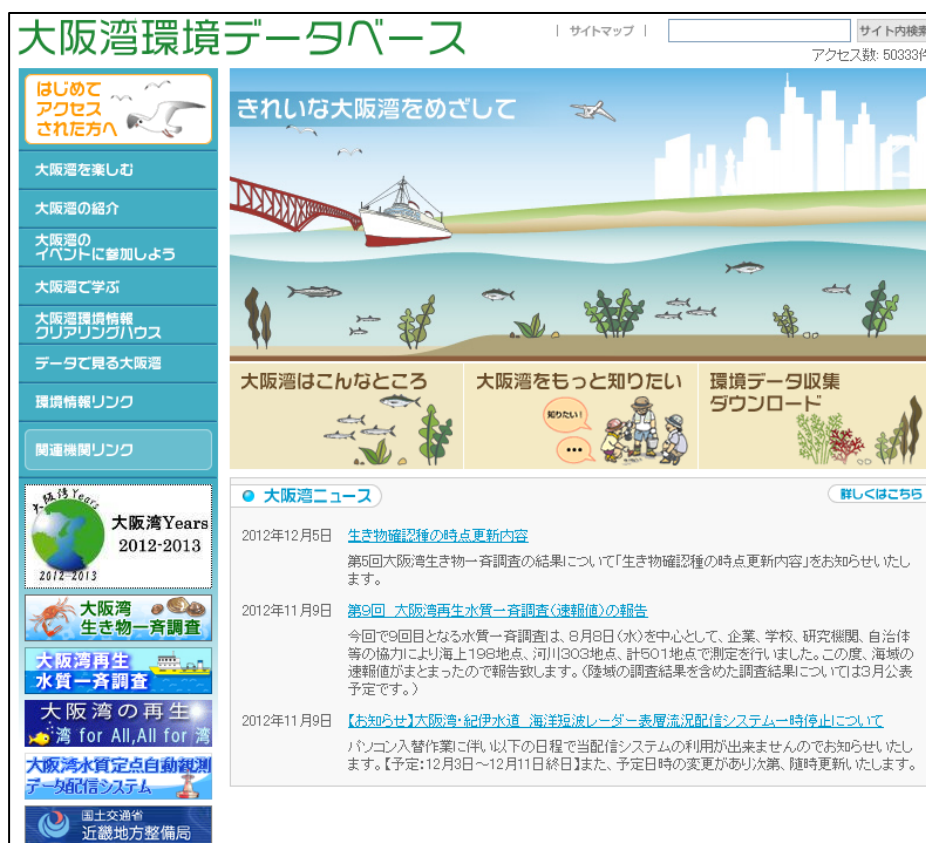 大阪湾環境データベース
| サイトマップ |
サイト内検索
アクセス数: 50333件
はじめて
アクセス
された方へ
大阪湾を楽しむ
大阪湾の紹介
大阪湾の
イベントに参加しよう
大阪湾で学ぶ
大阪湾環境情報
クリアリングハウス
データで見る大阪湾
環境情報リンク
関連機関リンク
大阪湾Years
大阪湾Years
2012-2013
2012-2013
大阪湾
生き物一斉調査
大阪湾再生
水質一斉調査
大阪湾の再生
湾 for All,All for 湾
大阪湾水質定点自動観測
データ配信システム
国土交通省
近畿地方整備局
きれいな大阪湾をめざして
大阪湾はこんなところ
大阪湾をもっと知りたい
知りたい!
...
環境データ収集
ダウンロード
大阪湾ニュース
詳しくはこちら
2012年12月5日 生き物確認種の時点更新内容
第5回大阪湾生き物一斉調査の結果について「生き物確認種の時点更新内容」をお知らせいたし
ます。
2012年11月9日 第9回 大阪湾再生水質一斉調査(速報値)の報告
今回で9回目となる水質一斉調査は、8月8日(水)を中心として、企業、学校、研究機関、自治体
等の協力により海上198地点、河川303地点、計501地点で測定を行いました。この度、海域の
速報値がまとまったので報告致します。(陸域の調査結果を含めた調査結果については3月公表
予定です。)
2012年11月9日 【お知らせ】大阪湾・紀伊水道 海洋短波レーダー表層流況配信システム一時停止について
パソコン入替作業に伴い以下の日程で当配信システムの利用が出来ませんのでお知らせいたし
ます。【予定:12月3日~12月11日終日】また、予定日時の変更があり次第、随時更新いたします。